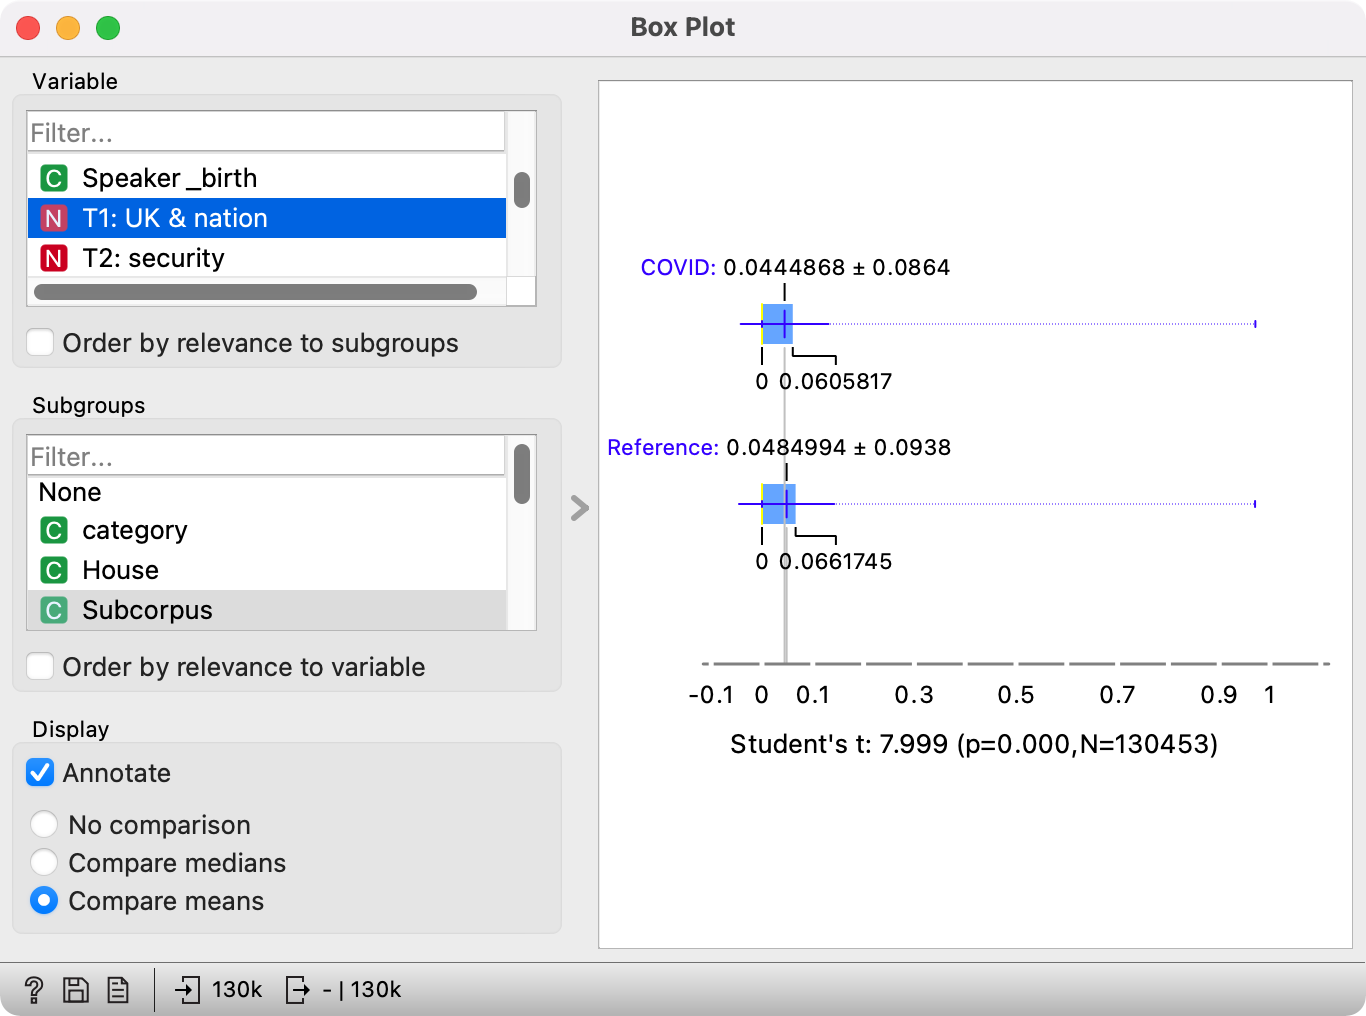 Box Plot
Variable
Filter...
C Speaker _birth
N T1: UK & nation
N T2: security
Order by relevance to subgroups
Subgroups
Filter...
None
C category
C House
C Subcorpus
Order by relevance to variable
Display
Annotate
No comparison
Compare medians
Compare means
COVID: 0.0444868 ± 0.0864
0 0.0605817
Reference: 0.0484994 ± 0.0938
0 0.0661745
-0.1 0 0.1 0.3 0.5 0.7 0.9 1
Student's t: 7.999 (p=0.000,N=130453)
? 130k - | 130k